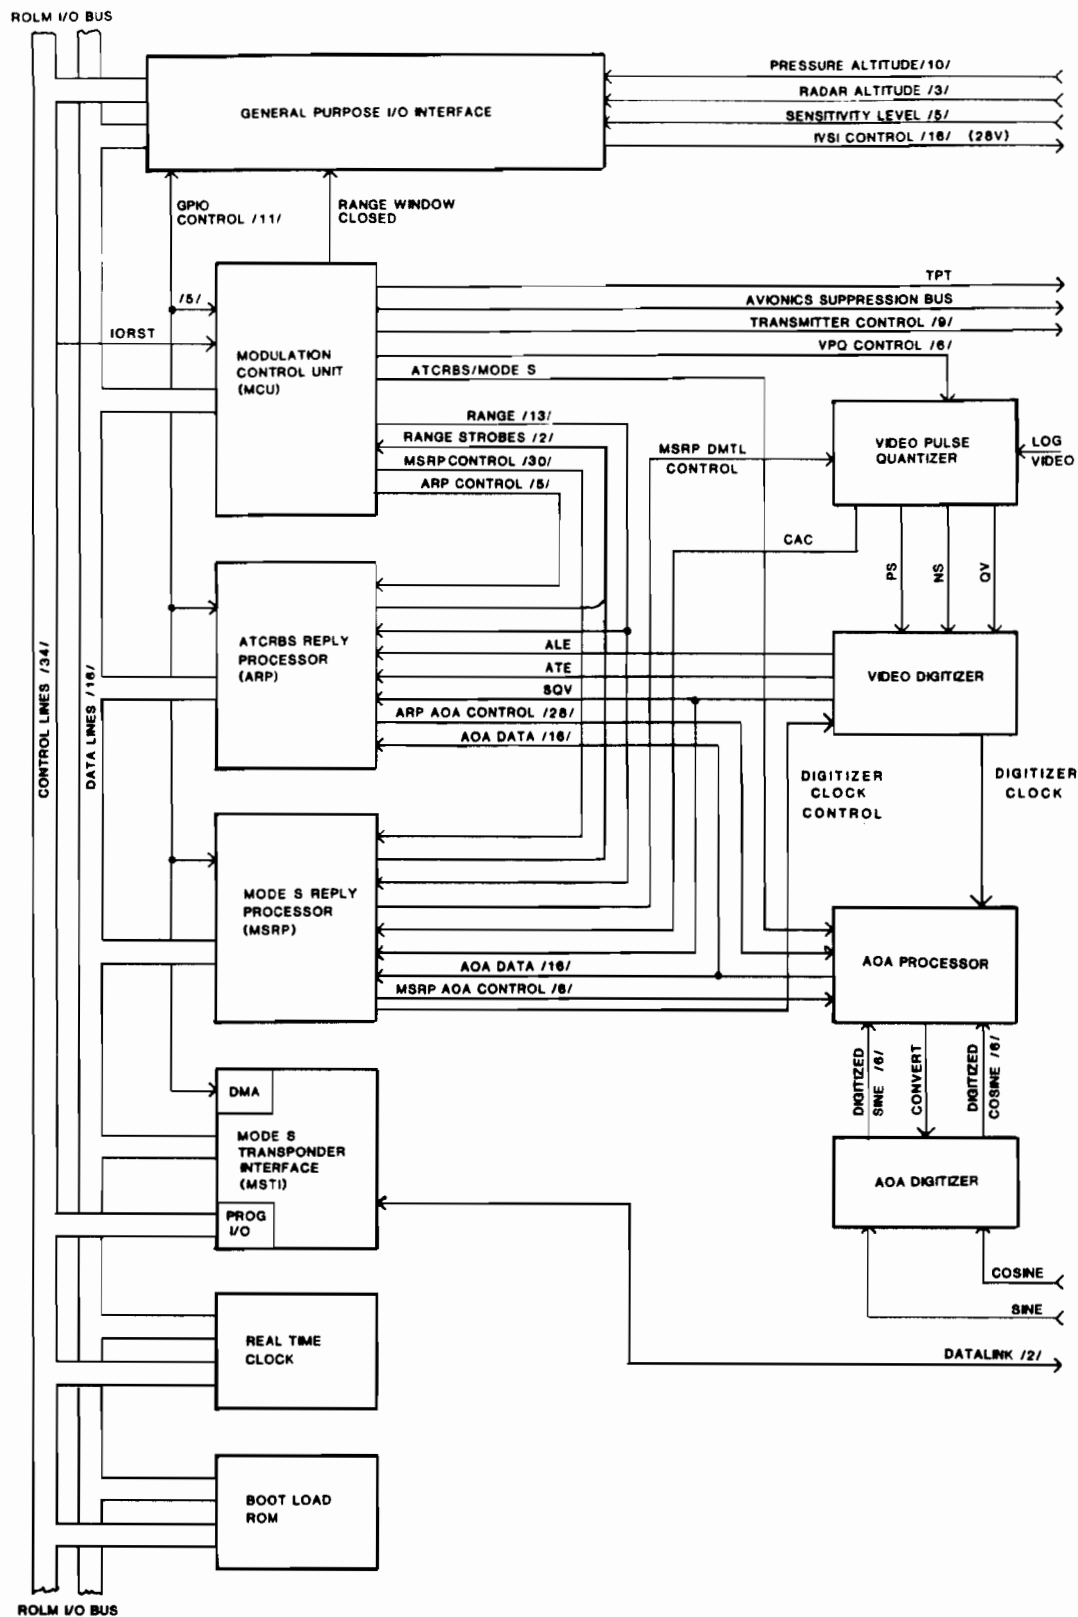 ROLM I/O BUS
PRESSURE ALTITUDE/10/
RADAR ALTITUDE /3/
SENSITIVITY LEVEL /5/
IVSI CONTROL /16/ (28V)
GENERAL PURPOSE I/O INTERFACE
GPIO
CONTROL /11/
RANGE WINDOW
CLOSED
/5/
IORST
MODULATION
CONTROL UNIT
(MCU)
TPT
AVIONICS SUPPRESSION BUS
TRANSMITTER CONTROL /9/
VPQ CONTROL /6/
ATCRBS/MODE S
RANGE /13/
RANGE STROBES /2/
MSRP CONTROL /30/
ARP CONTROL /5/
MSRP DMTL
CONTROL
VIDEO PULSE
QUANTIZER
LOG
VIDEO
CAC
PS
NS
QV
CONTROL LINES /34/
DATA LINES /16/
ATCRBS REPLY
PROCESSOR
(ARP)
ALE
ATE
SQV
ARP AOA CONTROL /28/
AOA DATA /16/
VIDEO DIGITIZER
DIGITIZER
CLOCK
CONTROL
DIGITIZER
CLOCK
MODE S REPLY
PROCESSOR
(MSRP)
AOA DATA /16/
MSRP AOA CONTROL /6/
AOA PROCESSOR
DIGITIZED
SINE /6/
CONVERT
DIGITIZED
COSINE /6/
DMA
MODE S
TRANSPONDER
INTERFACE
(MSTI)
PROG
I/O
AOA DIGITIZER
COSINE
SINE
DATALINK /2/
REAL TIME
CLOCK
BOOT LOAD
ROM
ROLM I/O BUS